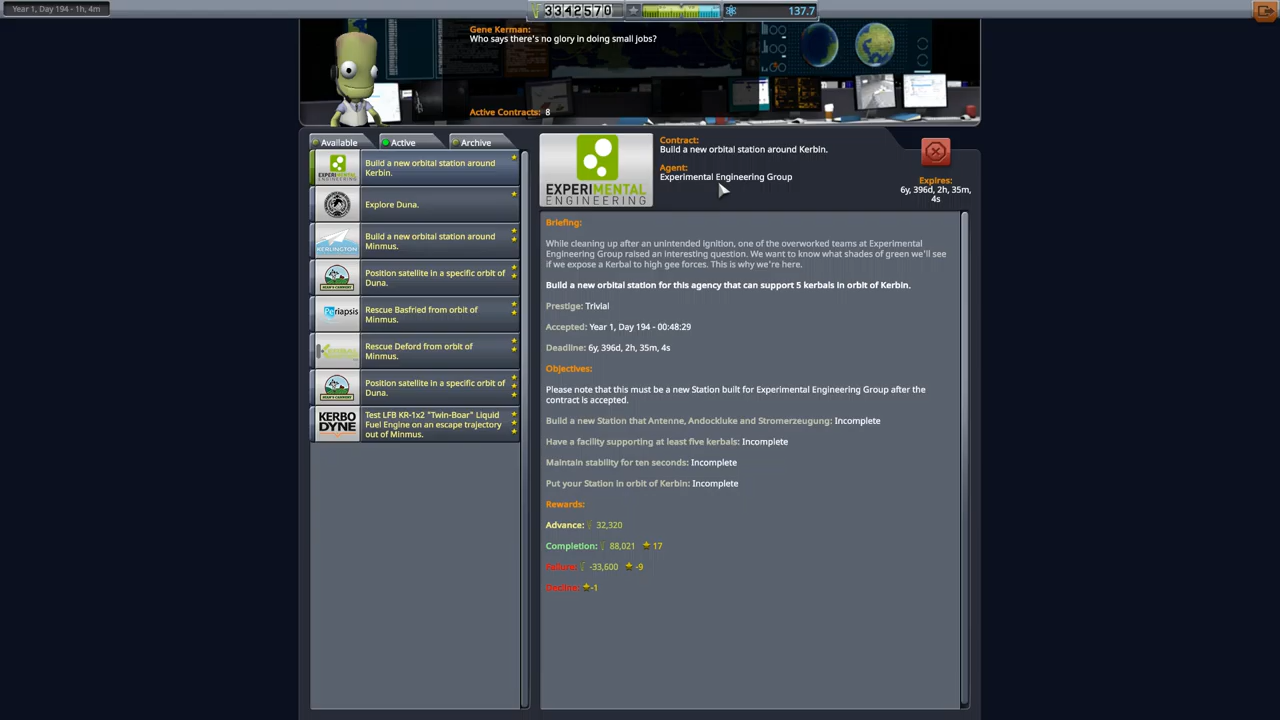 Year 1, Day 194 - 1h, 4m
3342570
137.7
Gene Kerman:
Who says there's no glory in doing small jobs?
Active Contracts: 8
Available
Active
Archive
EXPERIMENTAL
ENGINEERING
Build a new orbital station around
Kerbin.
Explore Duna.
KERLINGTON
Build a new orbital station around
Minmus.
Position satellite in a specific orbit of
Duna.
Periapsis
Rescue Basfried from orbit of
Minmus.
Rescue Deford from orbit of
Minmus.
Position satellite in a specific orbit of
Duna.
KERBO
DYNE
Test LFB KR-1x2 "Twin-Boar" Liquid
Fuel Engine on an escape trajectory
out of Minmus.
EXPERIMENTAL
ENGINEERING
Contract:
Build a new orbital station around Kerbin.
Agent:
Experimental Engineering Group
Expires:
6y, 396d, 2h, 35m,
4s
Briefing:
While cleaning up after an unintended ignition, one of the overworked teams at Experimental
Engineering Group raised an interesting question. We want to know what shades of green we'll see
if we expose a Kerbal to high gee forces. This is why we're here.
Build a new orbital station for this agency that can support 5 kerbals in orbit of Kerbin.
Prestige: Trivial
Accepted: Year 1, Day 194 - 00:48:29
Deadline: 6y, 396d, 2h, 35m, 4s
Objectives:
Please note that this must be a new Station built for Experimental Engineering Group after the
contract is accepted.
Build a new Station that Antenne, Andockluke and Stromerzeugung: Incomplete
Have a facility supporting at least five kerbals: Incomplete
Maintain stability for ten seconds: Incomplete
Put your Station in orbit of Kerbin: Incomplete
Rewards:
Advance: 32,320
Completion: 88,021 17
Failure: -33,600 -9
Decline: -1